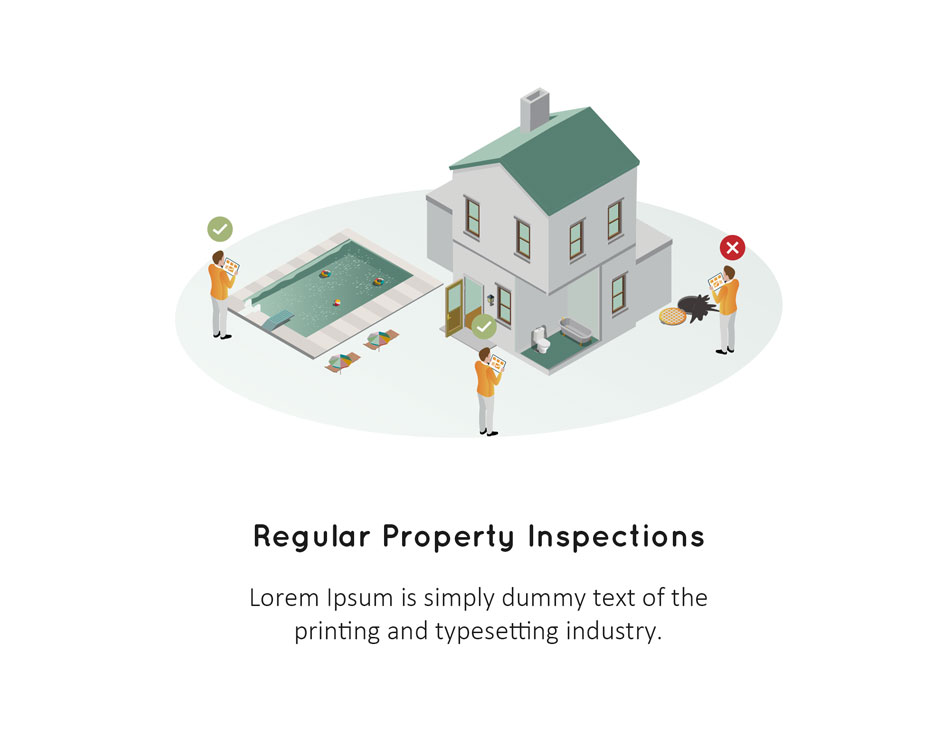 Regular Property Inspections
Lorem Ipsum is simply dummy text of the
printing and typesetting industry.